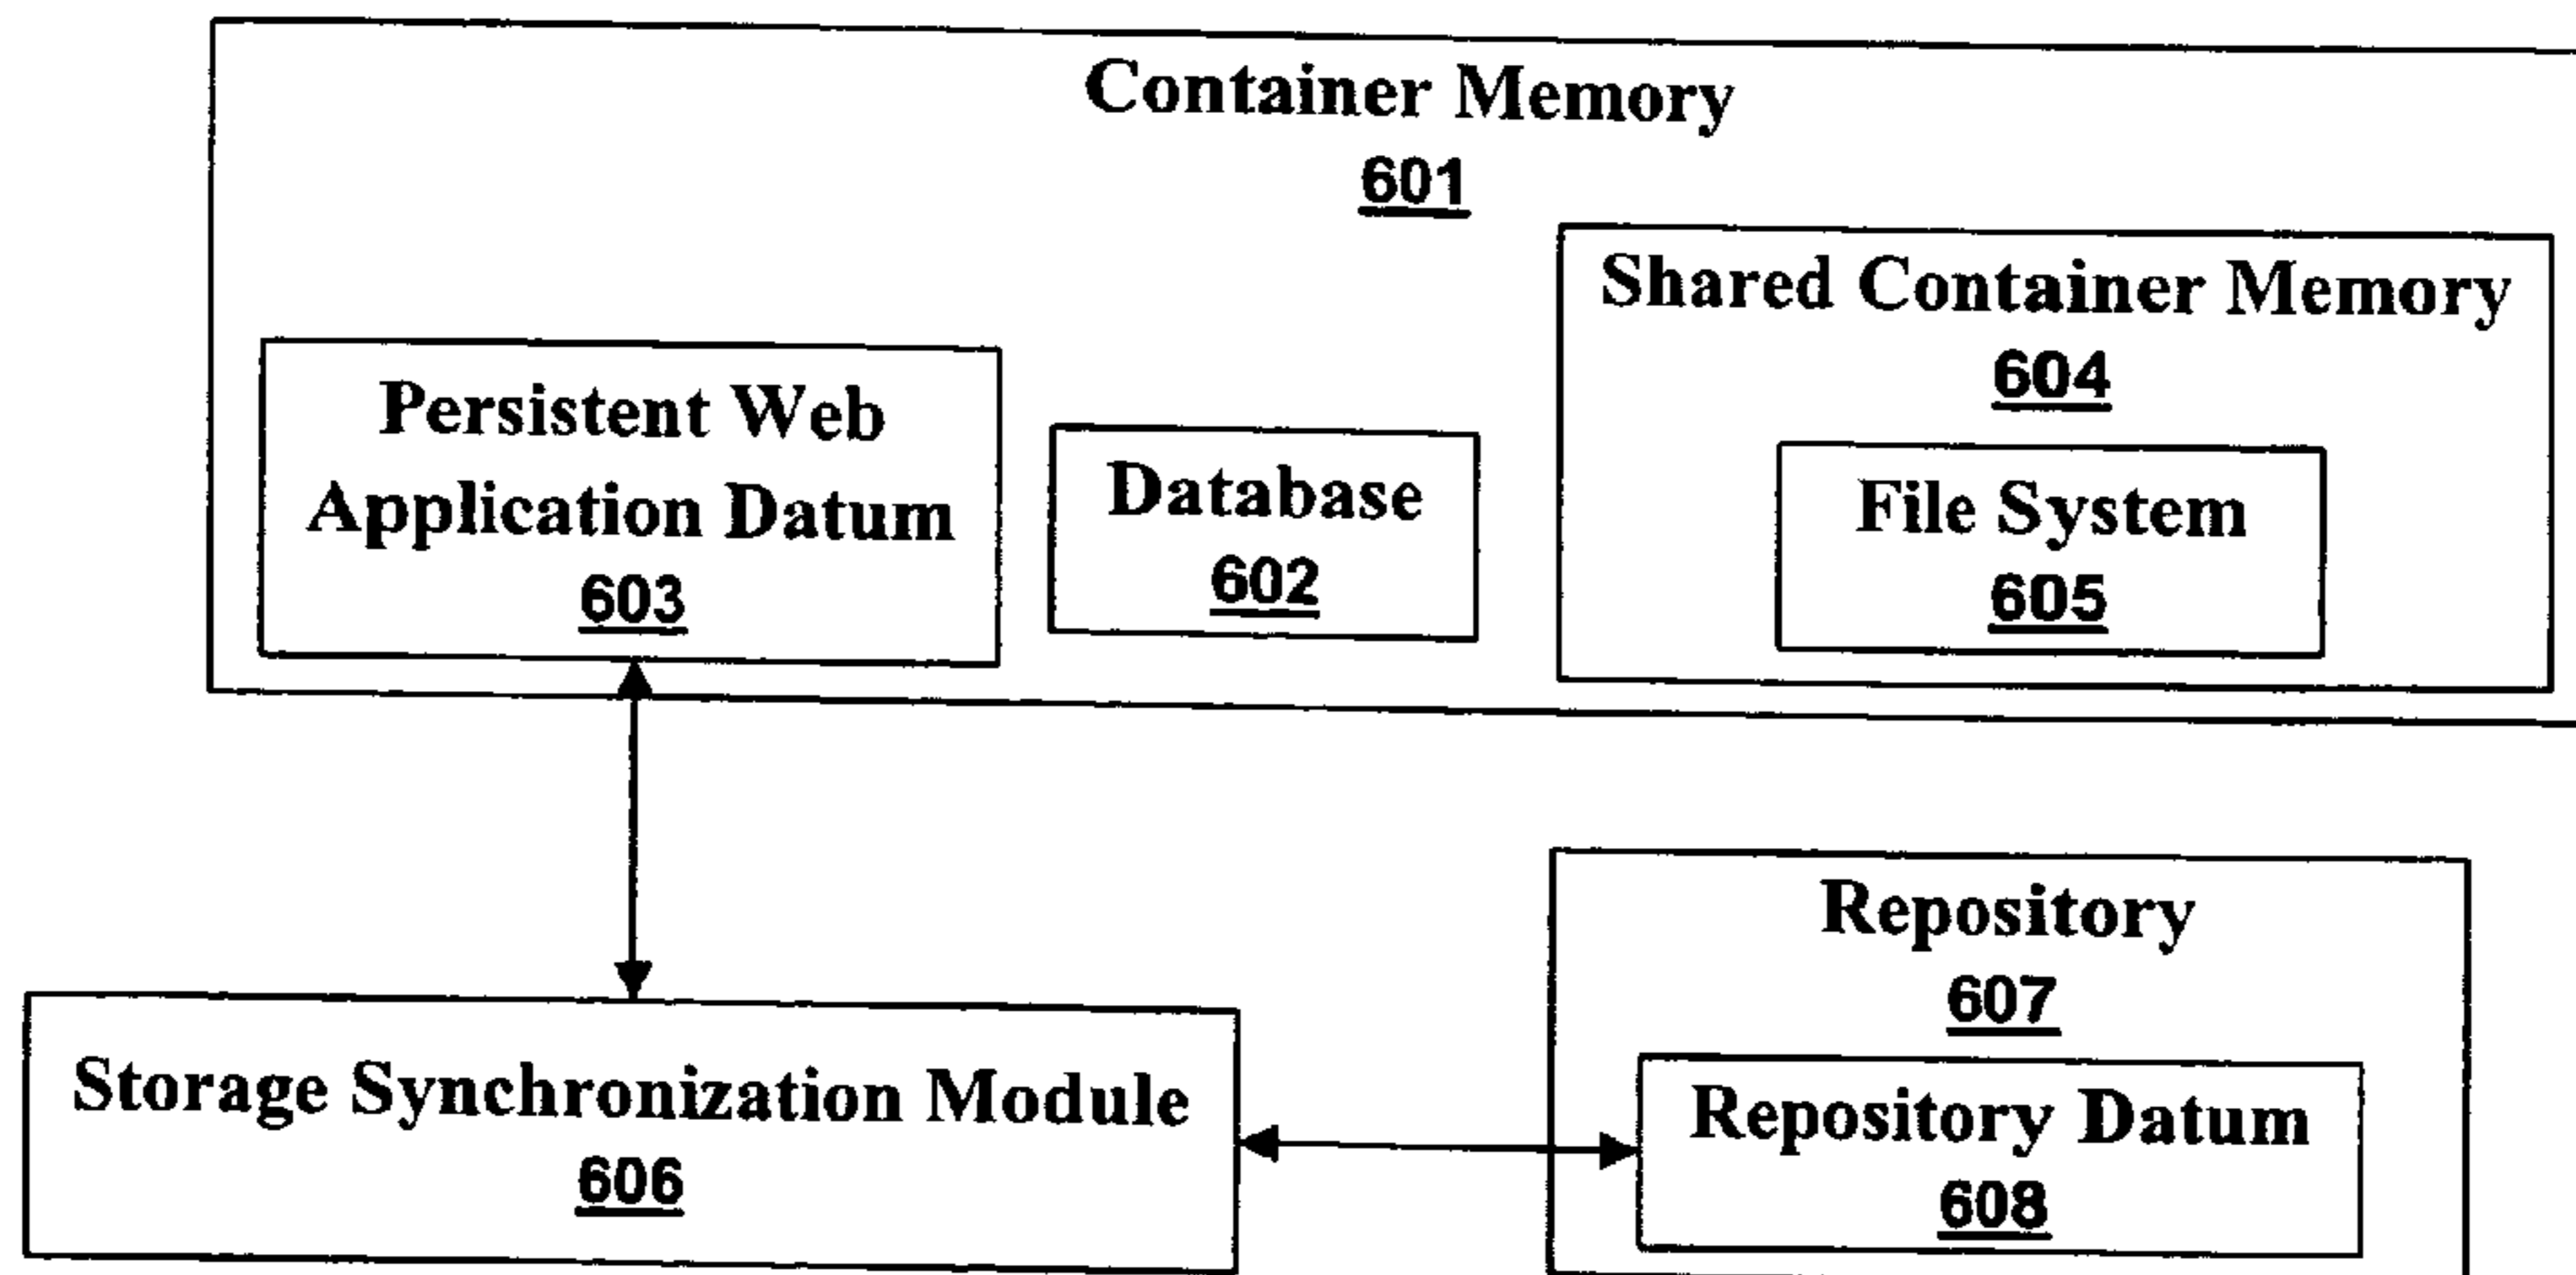 Container Memory
601
Shared Container Memory
604
File System
605
Persistent Web
Application Datum
603
Database
602
Repository
607
Repository Datum
608
Storage Synchronization Module
606